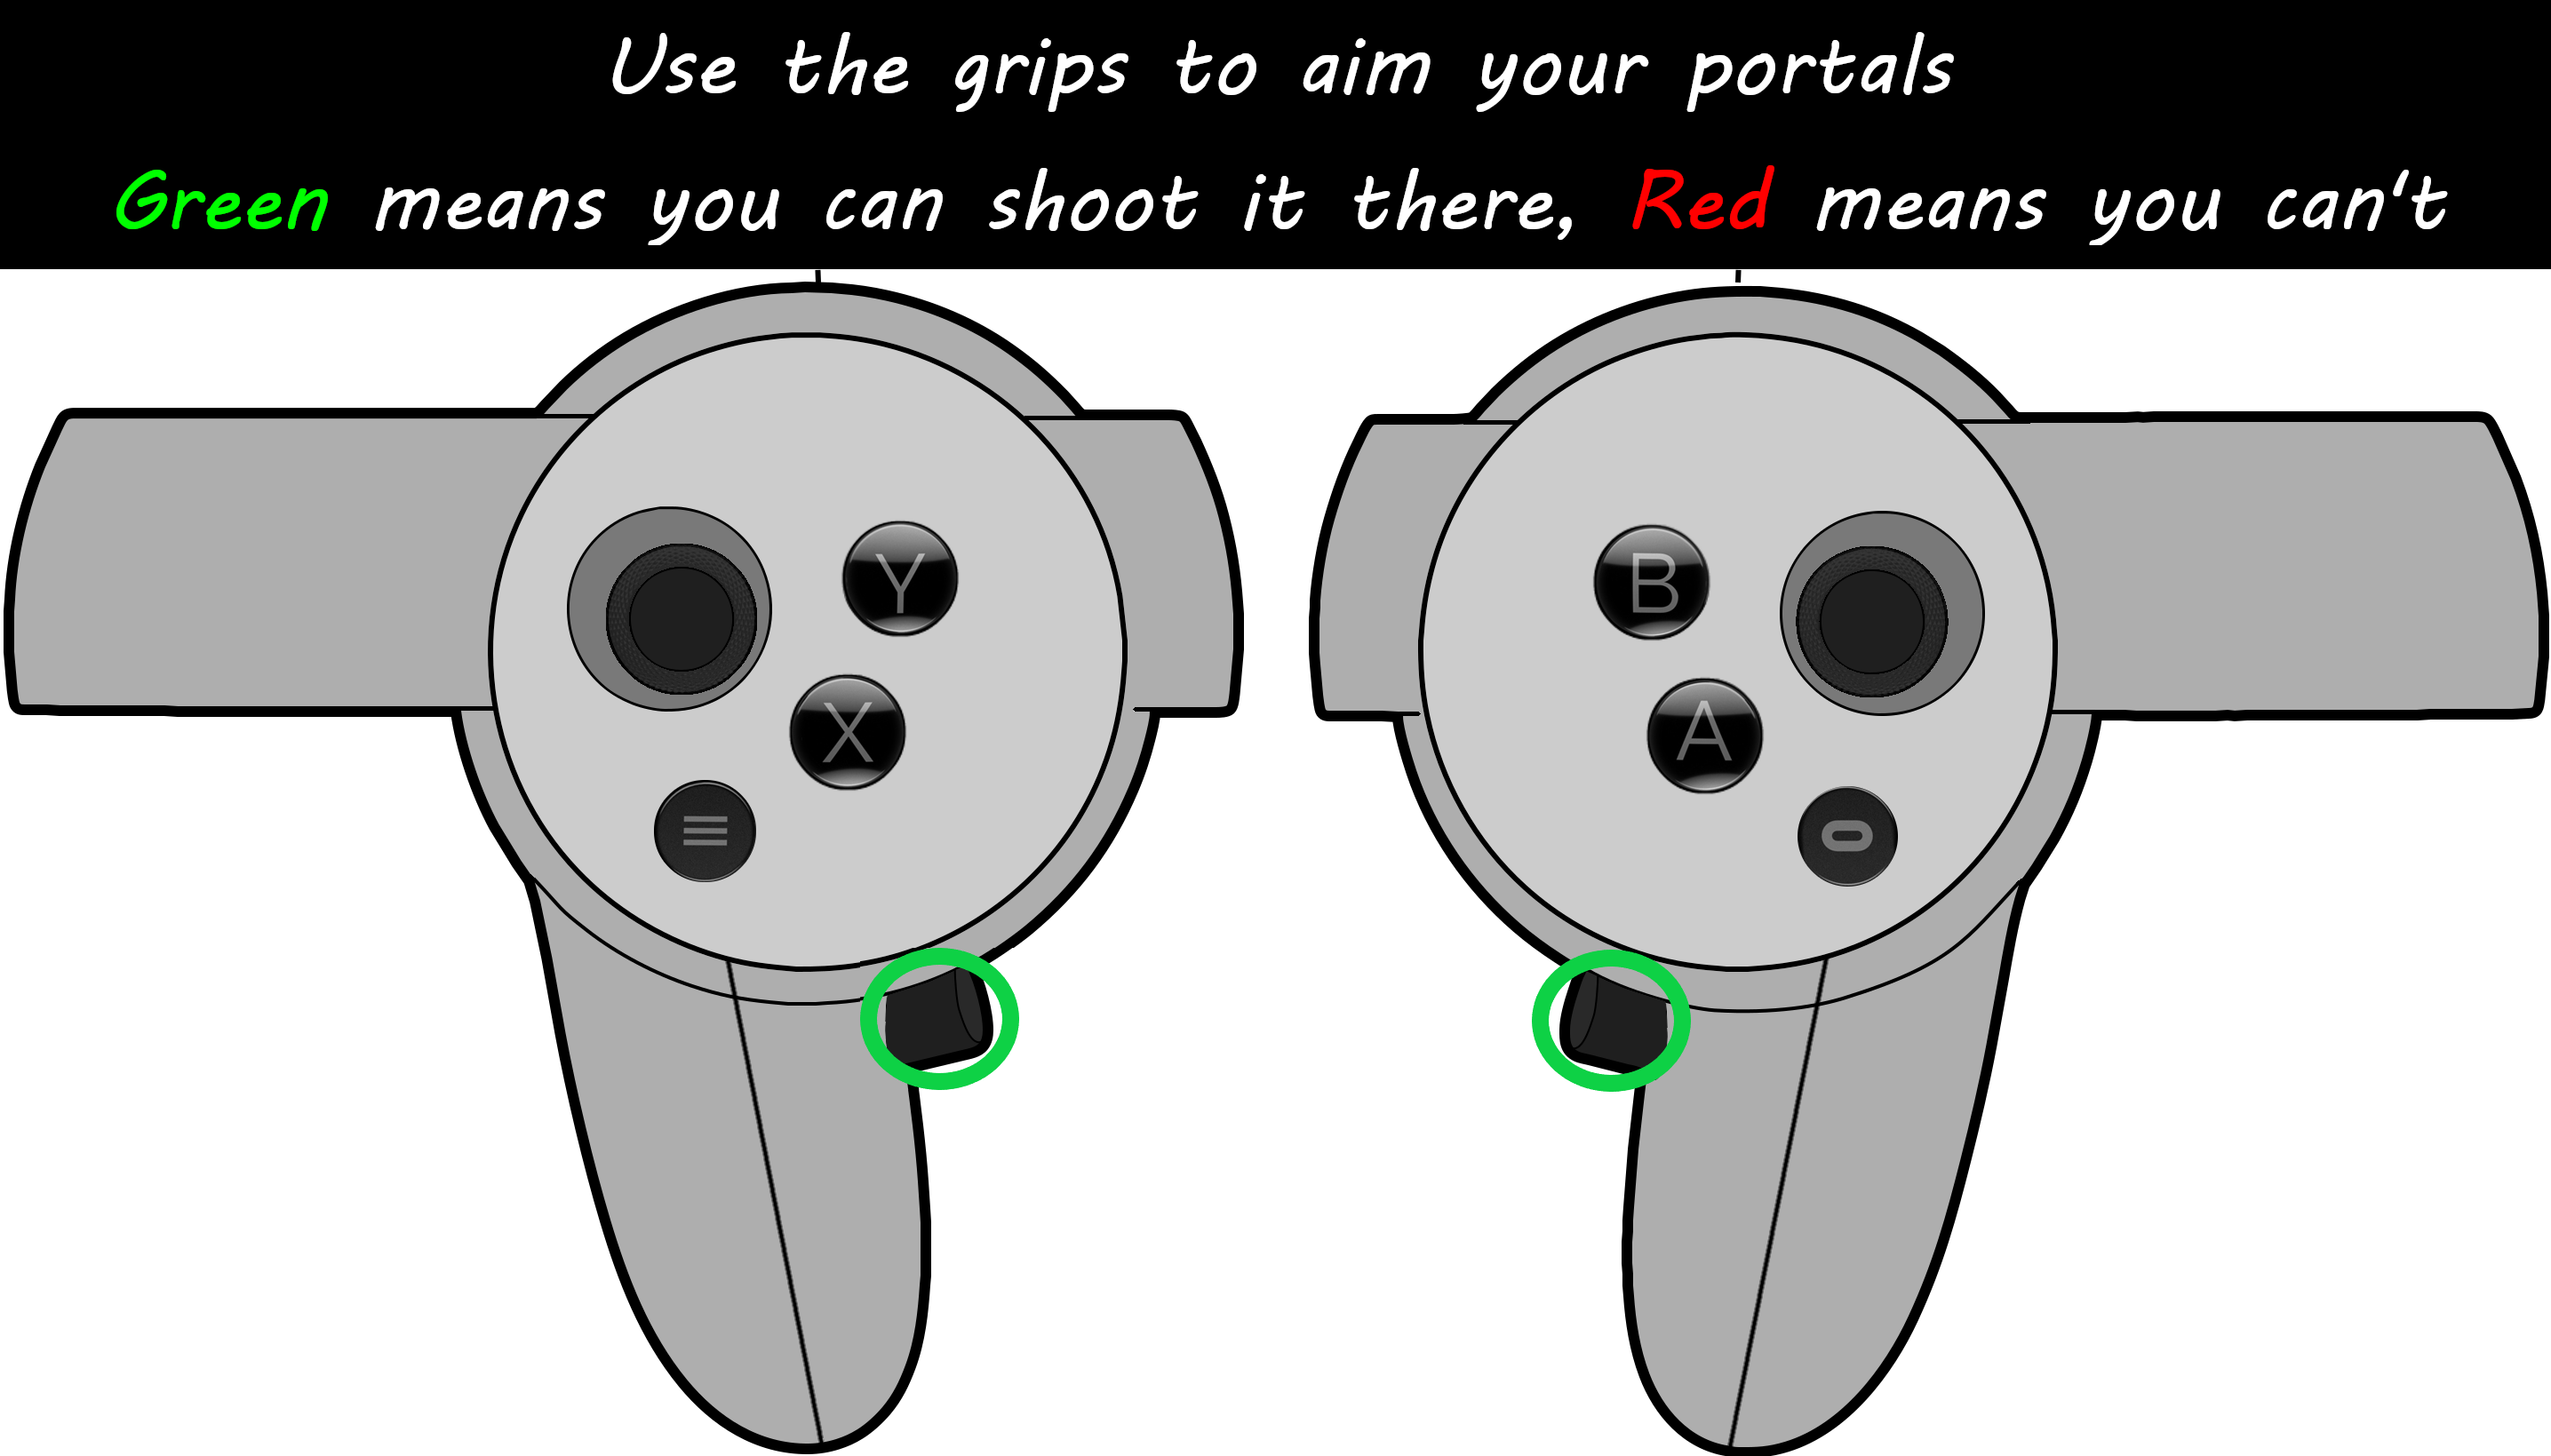 Use the grips to aim your portals
Green means you can shoot it there, Red means you can't
Y
B
X
A